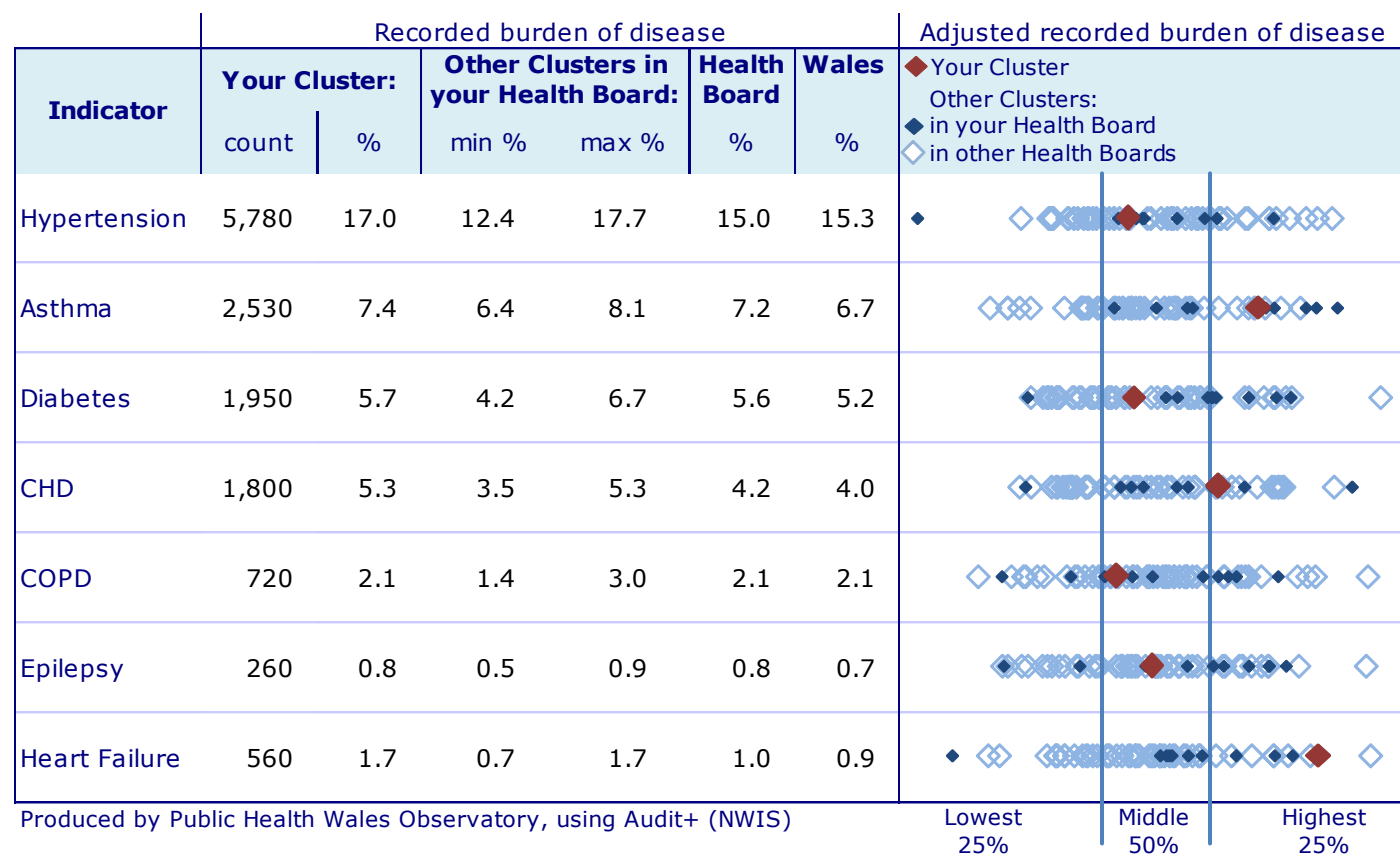 Recorded burden of disease Adjusted recorded burden of disease
Indicator Your Cluster: Other Clusters in your Health Board: Health Board Wales
count % min % max % % %
Your Cluster
Other Clusters:
in your Health Board
in other Health Boards
Hypertension 5,780 17.0 12.4 17.7 15.0 15.3
Asthma 2,530 7.4 6.4 8.1 7.2 6.7
Diabetes 1,950 5.7 4.2 6.7 5.6 5.2
CHD 1,800 5.3 3.5 5.3 4.2 4.0
COPD 720 2.1 1.4 3.0 2.1 2.1
Epilepsy 260 0.8 0.5 0.9 0.8 0.7
Heart Failure 560 1.7 0.7 1.7 1.0 0.9
Produced by Public Health Wales Observatory, using Audit+ (NWIS)
Lowest 25% Middle 50% Highest 25%